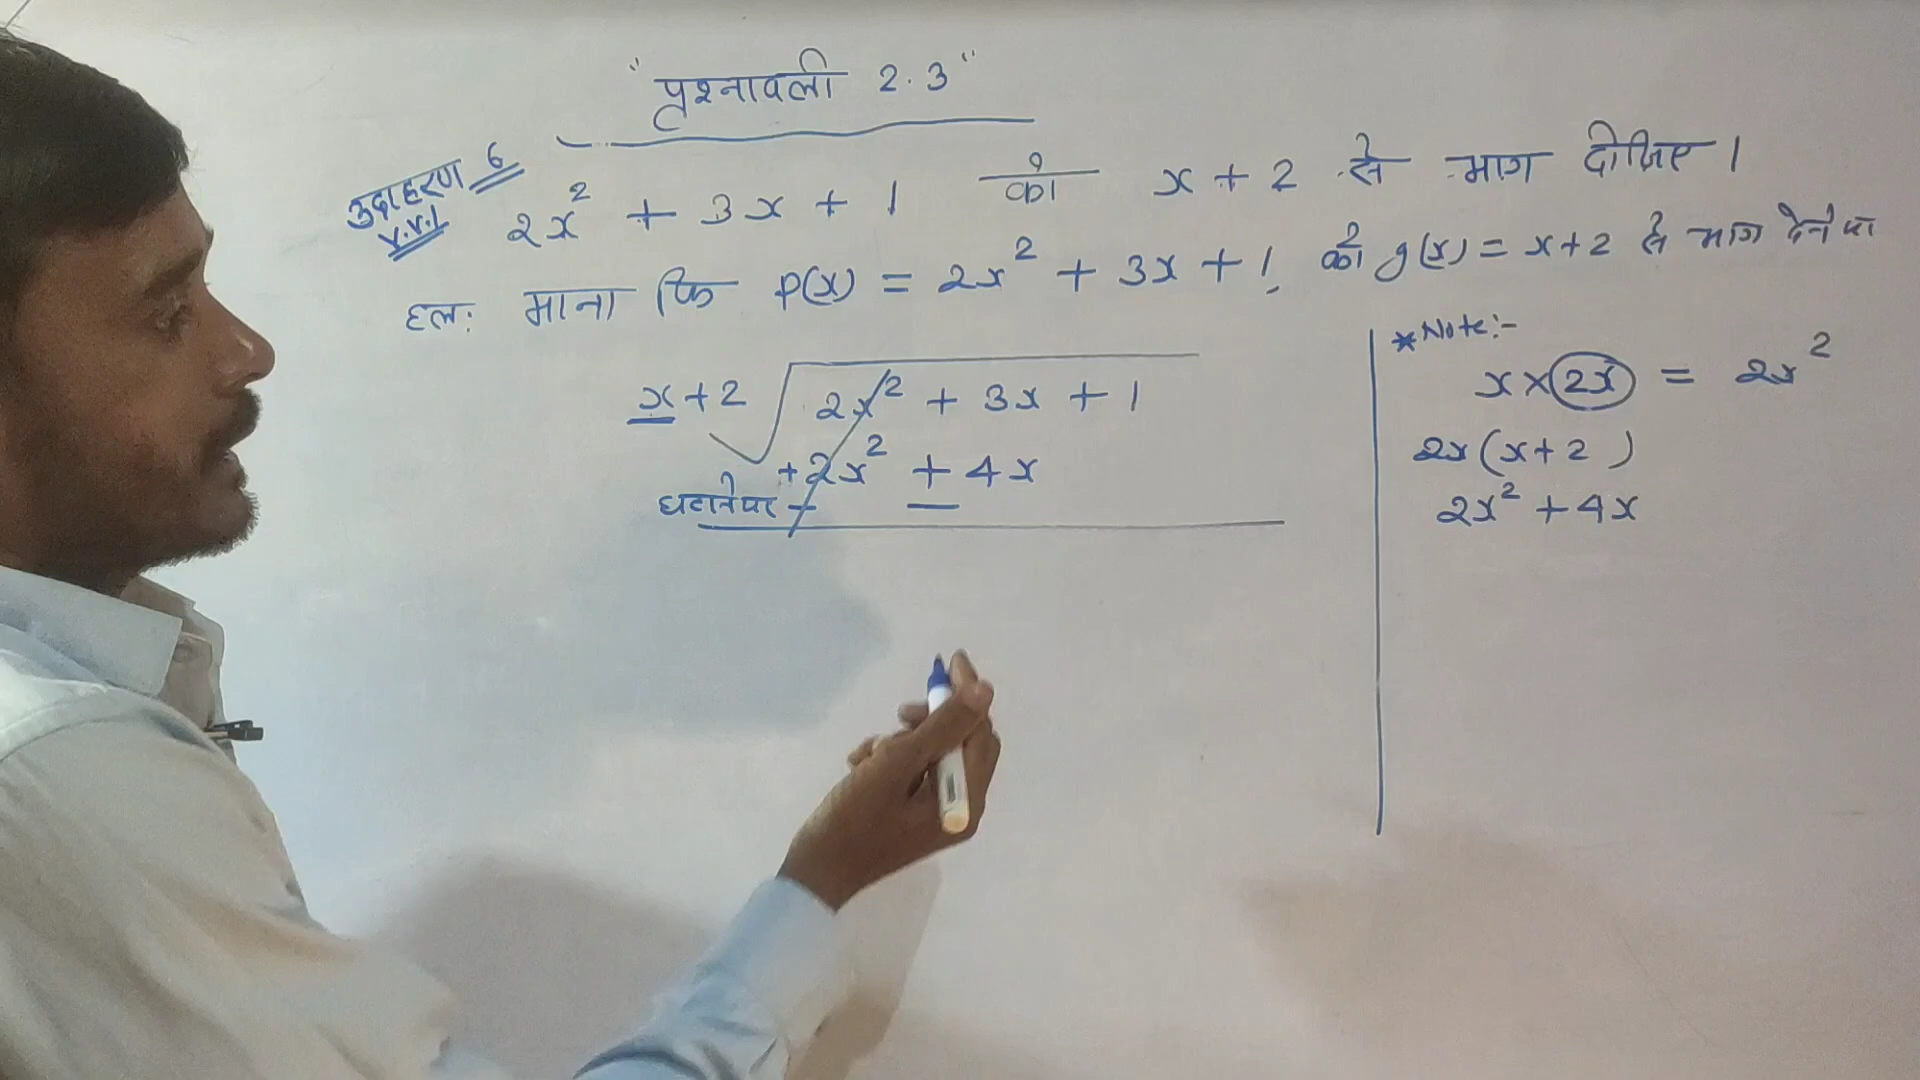 "प्रश्नावली 2.3"
उदाहरण 6
v.v.I
2x² + 3x + 1 को x + 2 से भाग दीजिए।
हल: माना कि p(x) = 2x² + 3x + 1, को g(x) = x+2 से भाग देने पर
x+2 2x² + 3x + 1
+2x² + 4x
घटाने पर - -
* Note:-
x × 2x = 2x²
2x(x+2)
2x² + 4x